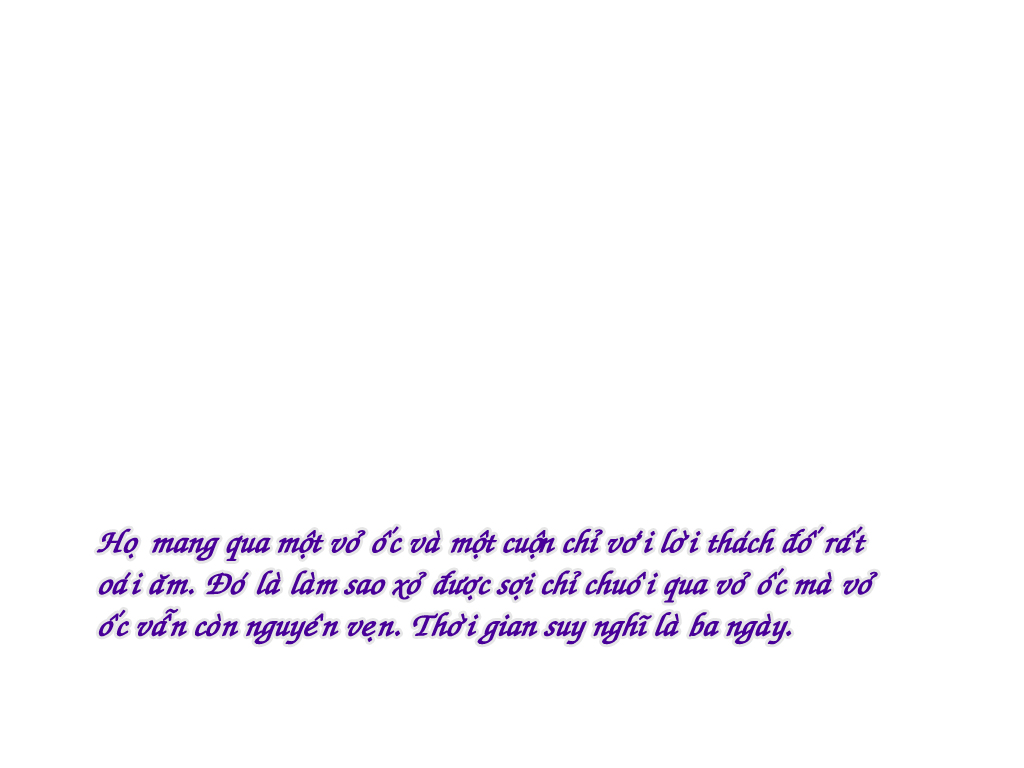 Họ mang qua một vỏ ốc và một cuộn chỉ với lời thách đố rất
oái ăm. Đó là làm sao xỏ được sợi chỉ chuôi qua vỏ ốc mà vỏ
ốc vẫn còn nguyên vẹn. Thời gian suy nghĩ là ba ngày.